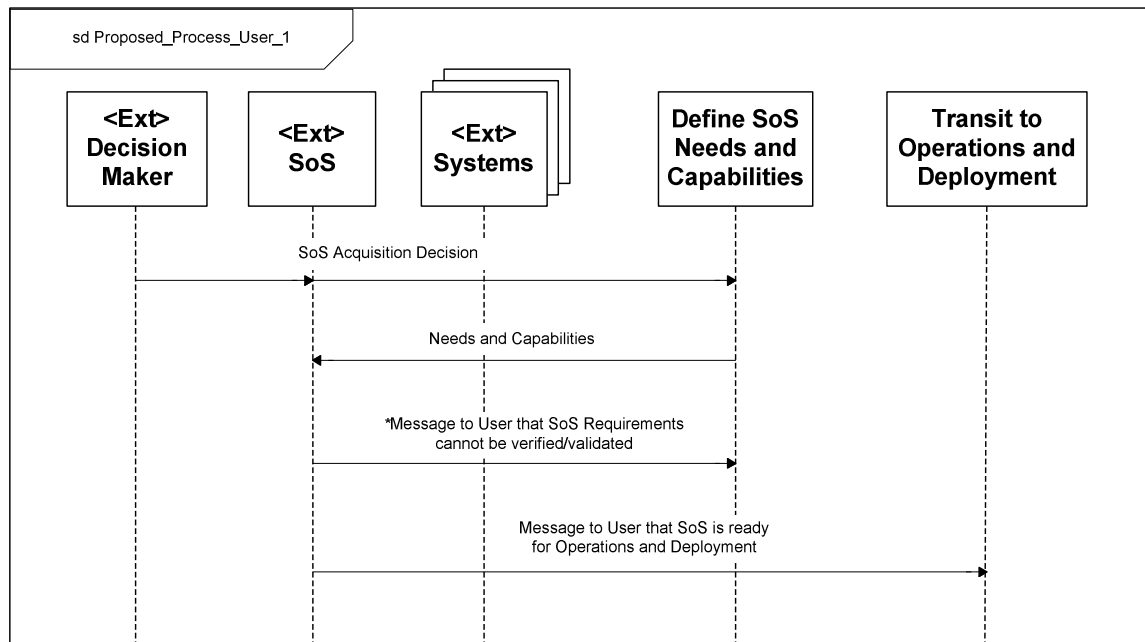 sd Proposed_Process_User_1
<Ext>
Decision
Maker
<Ext>
SoS
<Ext>
Systems
Define SoS
Needs and
Capabilities
Transit to
Operations and
Deployment
SoS Acquisition Decision
Needs and Capabilities
*Message to User that SoS Requirements
cannot be verified/validated
Message to User that SoS is ready
for Operations and Deployment